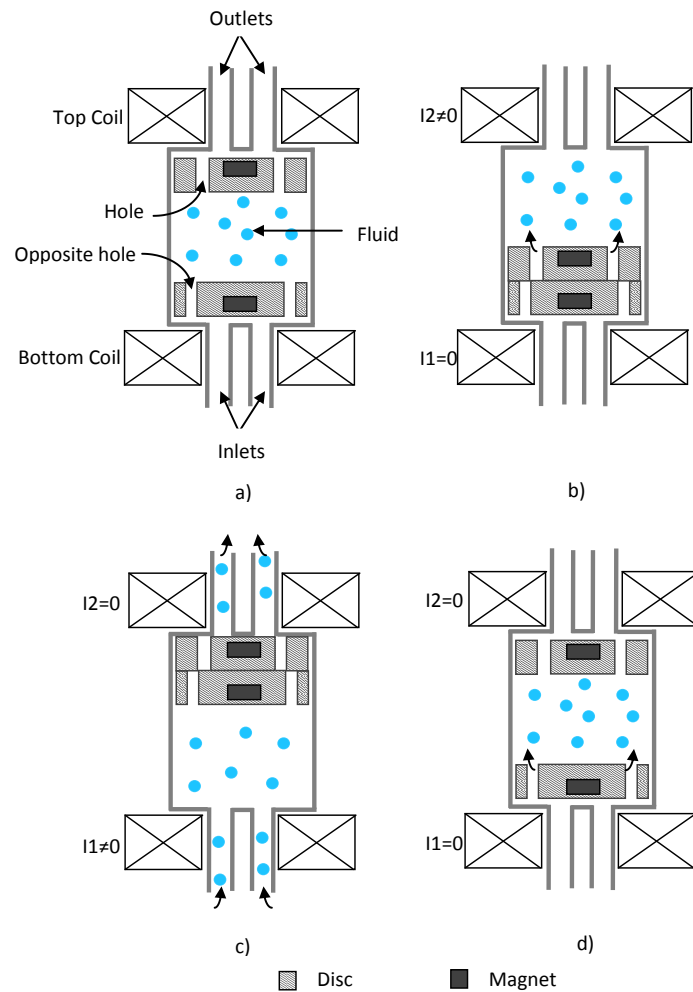 Outlets
Top Coil
I2≠0
Hole
Fluid
Opposite hole
Bottom Coil
I1=0
Inlets
a)
b)
I2=0
I2=0
I1≠0
I1=0
c)
d)
Disc
Magnet